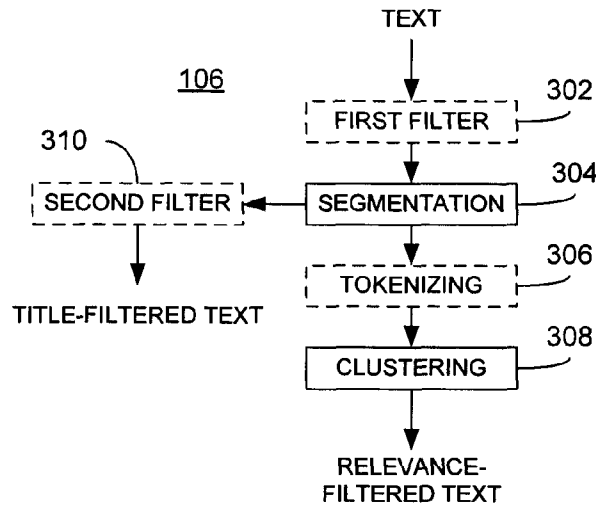 TEXT
106
302
FIRST FILTER
310
304
SECOND FILTER
SEGMENTATION
306
TOKENIZING
TITLE-FILTERED TEXT
308
CLUSTERING
RELEVANCE-
FILTERED TEXT